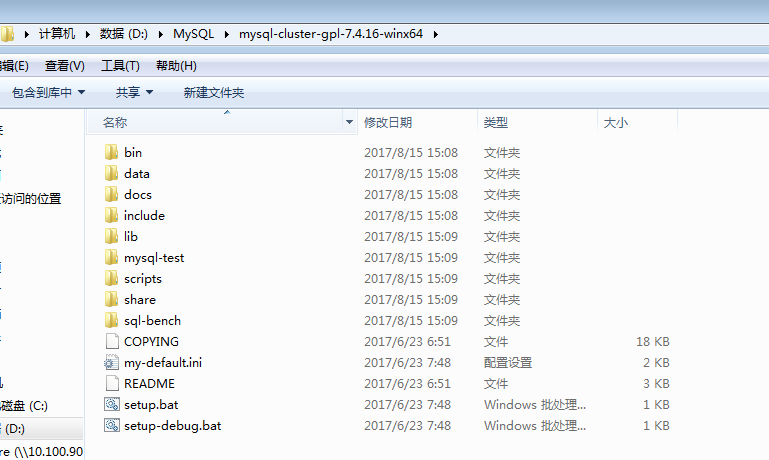 计算机 数据 (D:) MySQL mysql-cluster-gpl-7.4.16-winx64
辑(E) 查看(V) 工具(T) 帮助(H)
包含到库中 共享 新建文件夹
名称 修改日期 类型 大小
bin 2017/8/15 15:08 文件夹
data 2017/8/15 15:08 文件夹
docs 2017/8/15 15:08 文件夹
访问的位置
include 2017/8/15 15:08 文件夹
lib 2017/8/15 15:09 文件夹
mysql-test 2017/8/15 15:09 文件夹
scripts 2017/8/15 15:09 文件夹
share 2017/8/15 15:09 文件夹
sql-bench 2017/8/15 15:09 文件夹
COPYING 2017/6/23 6:51 文件 18 KB
my-default.ini 2017/6/23 7:48 配置设置 2 KB
README 2017/6/23 6:51 文件 3 KB
磁盘 (C:)
setup.bat 2017/6/23 7:48 Windows 批处理... 1 KB
(D:)
setup-debug.bat 2017/6/23 7:48 Windows 批处理... 1 KB
re (\\10.100.90